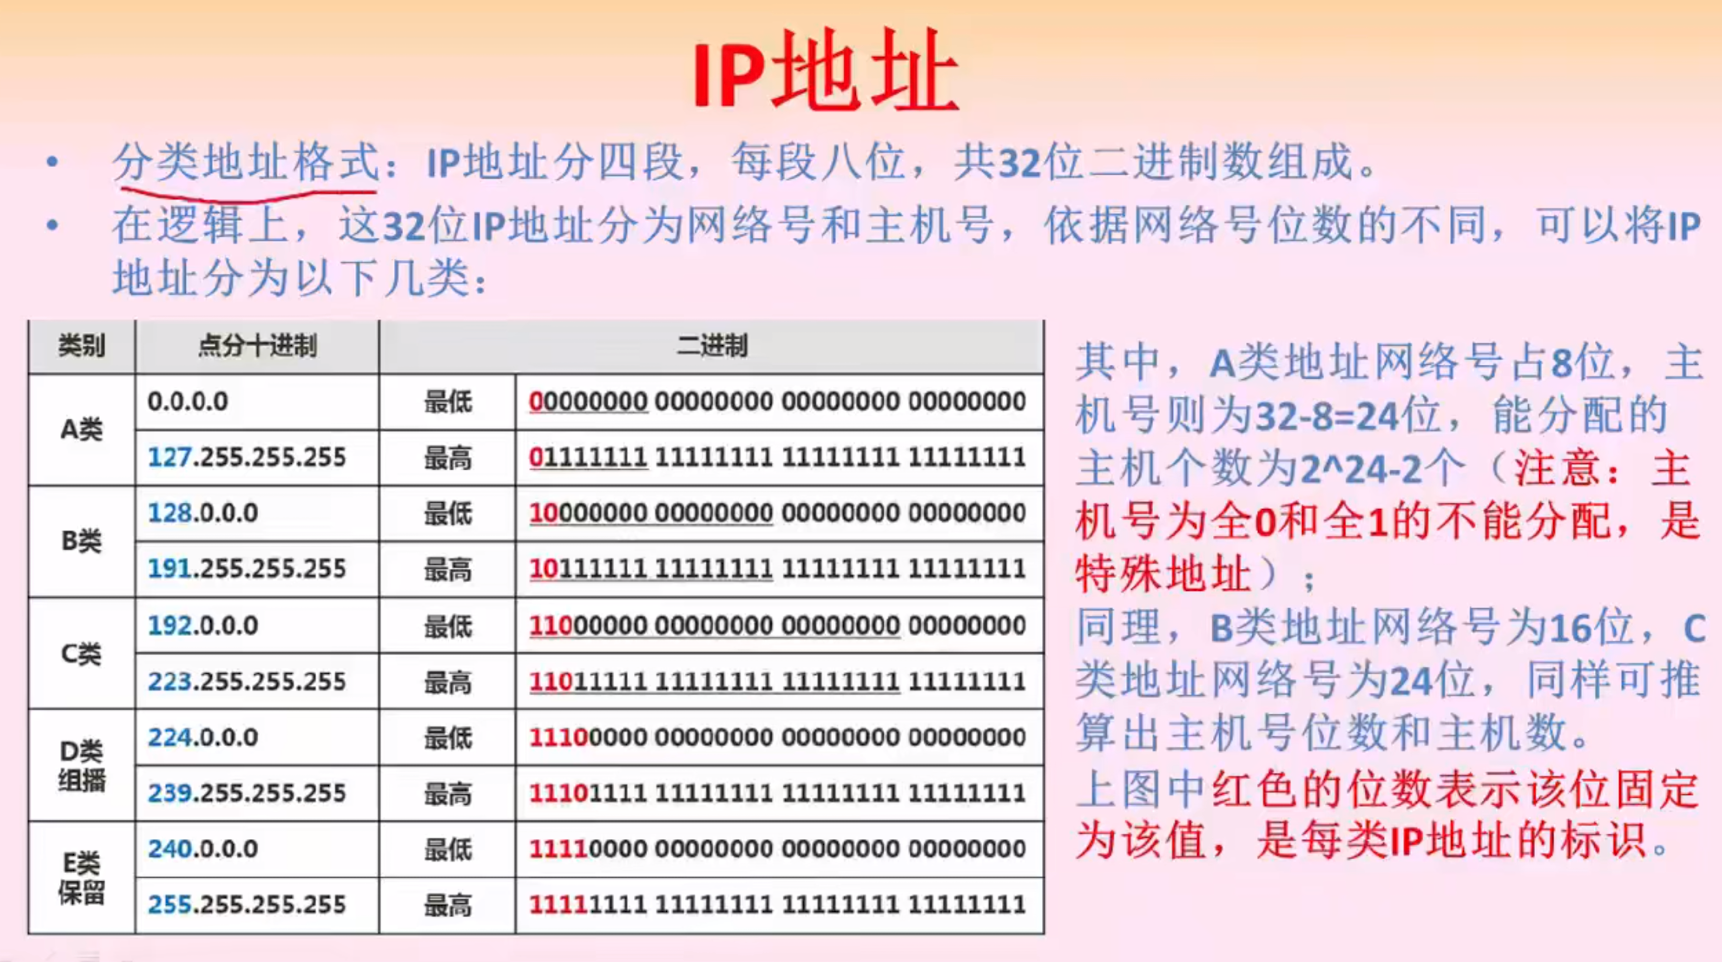 IP地址
• 分类地址格式：IP地址分四段，每段八位，共32位二进制数组成。
• 在逻辑上，这32位IP地址分为网络号和主机号，依据网络号位数的不同，可以将IP
地址分为以下几类：
类别 点分十进制 二进制
A类
0.0.0.0 最低 00000000 00000000 00000000 00000000
127.255.255.255 最高 01111111 11111111 11111111 11111111
B类
128.0.0.0 最低 10000000 00000000 00000000 00000000
191.255.255.255 最高 10111111 11111111 11111111 11111111
C类
192.0.0.0 最低 11000000 00000000 00000000 00000000
223.255.255.255 最高 11011111 11111111 11111111 11111111
D类
组播
224.0.0.0 最低 11100000 00000000 00000000 00000000
239.255.255.255 最高 11101111 11111111 11111111 11111111
E类
保留
240.0.0.0 最低 11110000 00000000 00000000 00000000
255.255.255.255 最高 11111111 11111111 11111111 11111111
其中，A类地址网络号占8位，主
机号则为32-8=24位，能分配的
主机个数为2^24-2个（注意：主
机号为全0和全1的不能分配，是
特殊地址）；
同理，B类地址网络号为16位，C
类地址网络号为24位，同样可推
算出主机号位数和主机数。
上图中红色的位数表示该位固定
为该值，是每类IP地址的标识。